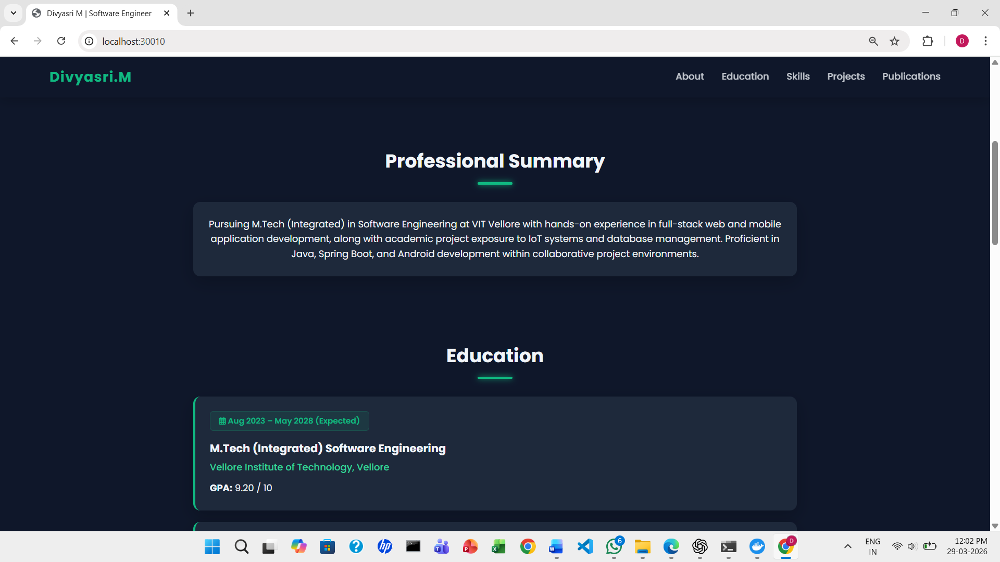 Divyasri M | Software Engineer
localhost:30010
D
Divyasri.M
About Education Skills Projects Publications
Professional Summary
Pursuing M.Tech (Integrated) in Software Engineering at VIT Vellore with hands-on experience in full-stack web and mobile
application development, along with academic project exposure to IoT systems and database management. Proficient in
Java, Spring Boot, and Android development within collaborative project environments.
Education
Aug 2023 – May 2028 (Expected)
M.Tech (Integrated) Software Engineering
Vellore Institute of Technology, Vellore
GPA: 9.20 / 10
6
D
ENG
IN
12:02 PM
29-03-2026